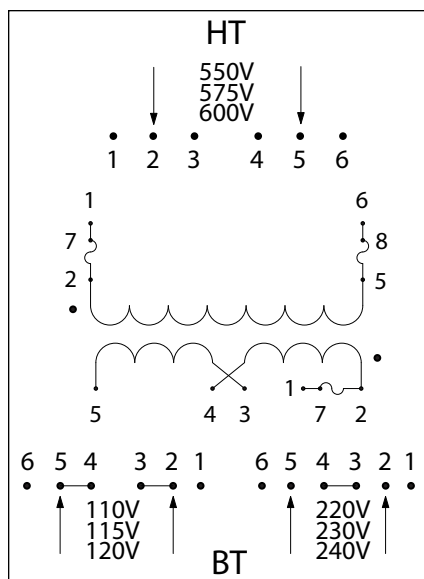 HT
550V
575V
600V
1 2 3 4 5 6
1 6
7 8
2 5
5 4 3 1 7 2
6 5 4 3 2 1 6 5 4 3 2 1
110V 220V
115V 230V
120V 240V
BT